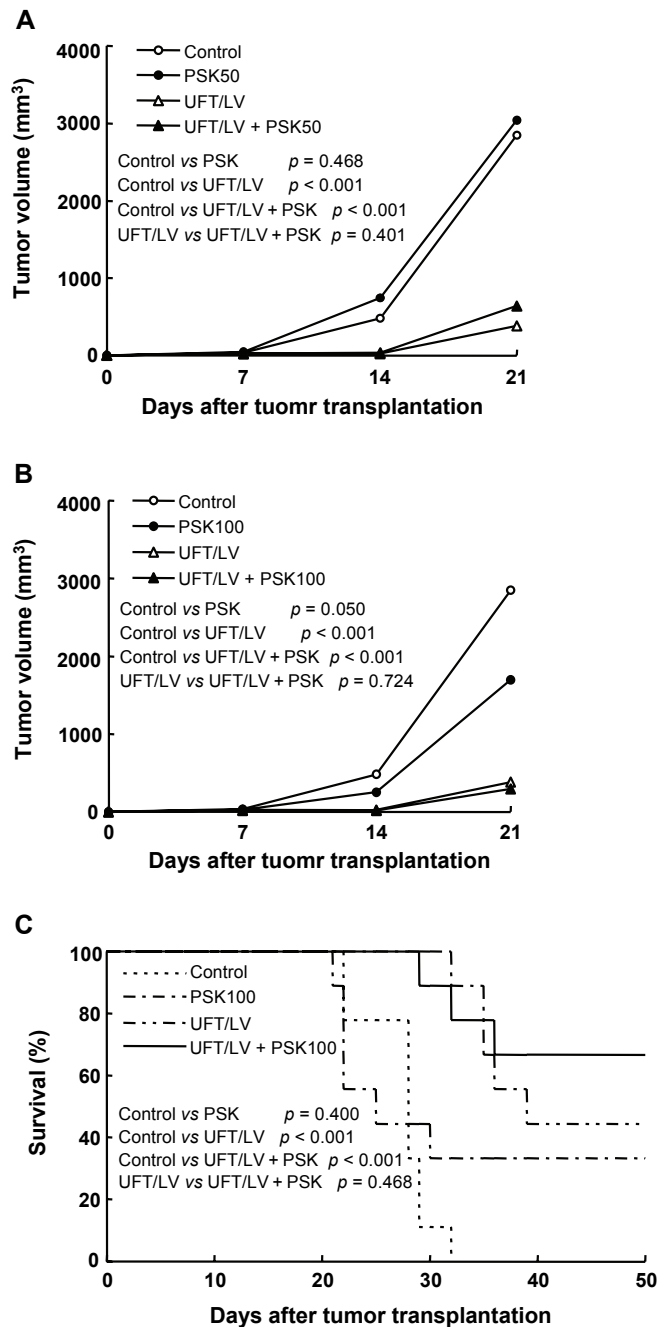 A
4000
3000
2000
1000
0
Tumor volume (mm³)
Control
PSK50
UFT/LV
UFT/LV + PSK50
Control vs PSK p = 0.468
Control vs UFT/LV p < 0.001
Control vs UFT/LV + PSK p < 0.001
UFT/LV vs UFT/LV + PSK p = 0.401
0 7 14 21
Days after tuomr transplantation
B
4000
3000
2000
1000
0
Tumor volume (mm³)
Control
PSK100
UFT/LV
UFT/LV + PSK100
Control vs PSK p = 0.050
Control vs UFT/LV p < 0.001
Control vs UFT/LV + PSK p < 0.001
UFT/LV vs UFT/LV + PSK p = 0.724
0 7 14 21
Days after tuomr transplantation
C
100
80
60
40
20
0
Survival (%)
Control
PSK100
UFT/LV
UFT/LV + PSK100
Control vs PSK p = 0.400
Control vs UFT/LV p < 0.001
Control vs UFT/LV + PSK p < 0.001
UFT/LV vs UFT/LV + PSK p = 0.468
0 10 20 30 40 50
Days after tumor transplantation